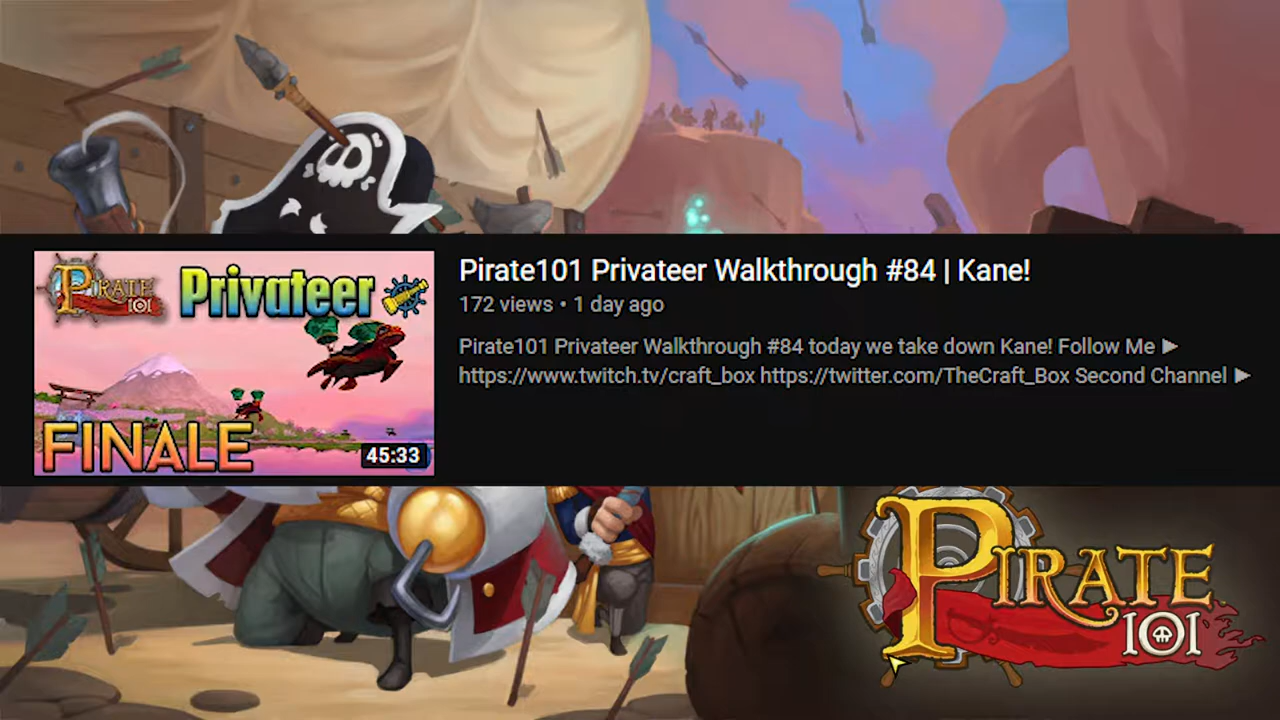 PIRATE 101
Privateer
FINALE
45:33
Pirate101 Privateer Walkthrough #84 | Kane!
172 views • 1 day ago
Pirate101 Privateer Walkthrough #84 today we take down Kane! Follow Me ▶
https://www.twitch.tv/craft_box https://twitter.com/TheCraft_Box Second Channel ▶
PIRATE
101